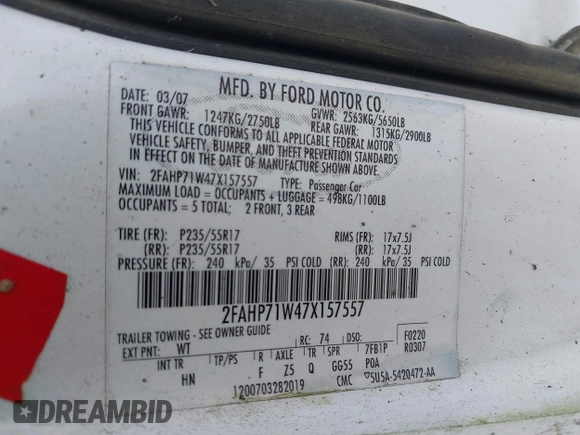 MFD. BY FORD MOTOR CO.
DATE: 03/07 GVWR: 2563KG/5650LB
FRONT GAWR: 1247KG/2750LB REAR GAWR: 1315KG/2900LB
THIS VEHICLE CONFORMS TO ALL APPLICABLE FEDERAL MOTOR
VEHICLE SAFETY, BUMPER, AND THEFT PREVENTION STANDARDS
IN EFFECT ON THE DATE OF MANUFACTURE SHOWN ABOVE.
VIN: 2FAHP71W47X157557 TYPE: Passenger Car
MAXIMUM LOAD = OCCUPANTS + LUGGAGE = 498KG/1100LB
OCCUPANTS = 5 TOTAL; 2 FRONT, 3 REAR
TIRE (FR): P235/55R17 RIMS (FR): 17x7.5J
(RR): P235/55R17 (RR): 17x7.5J
PRESSURE (FR): 240 kPa/ 35 PSI COLD (RR): 240 kPa/ 35 PSI COLD
2FAHP71W47X157557
TRAILER TOWING - SEE OWNER GUIDE
EXT PNT: WT RC: 74 DSO: F0220
INT TR TP/PS R AXLE TR SPR 7FB1P R0307
HN F Z5 Q GG55 POA
1200703282019 CMC 5U5A-5420472-AA
DREAMBID